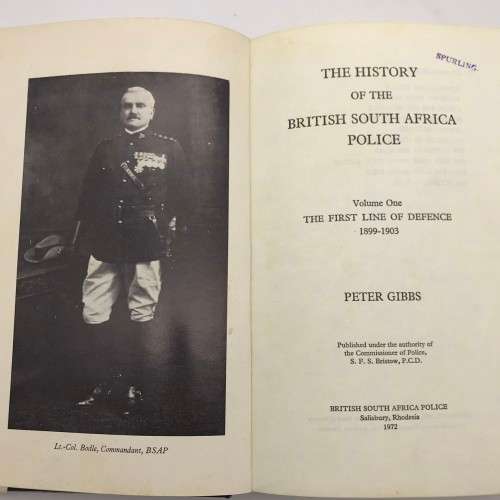 Lt.-Col. Bodle, Commandant, BSAP
SPURLING.
THE HISTORY
OF THE
BRITISH SOUTH AFRICA
POLICE
Volume One
THE FIRST LINE OF DEFENCE
1899-1903
PETER GIBBS
Published under the authority of
the Commissioner of Police,
S. F. S. Bristow, P.C.D.
BRITISH SOUTH AFRICA POLICE
Salisbury, Rhodesia
1972